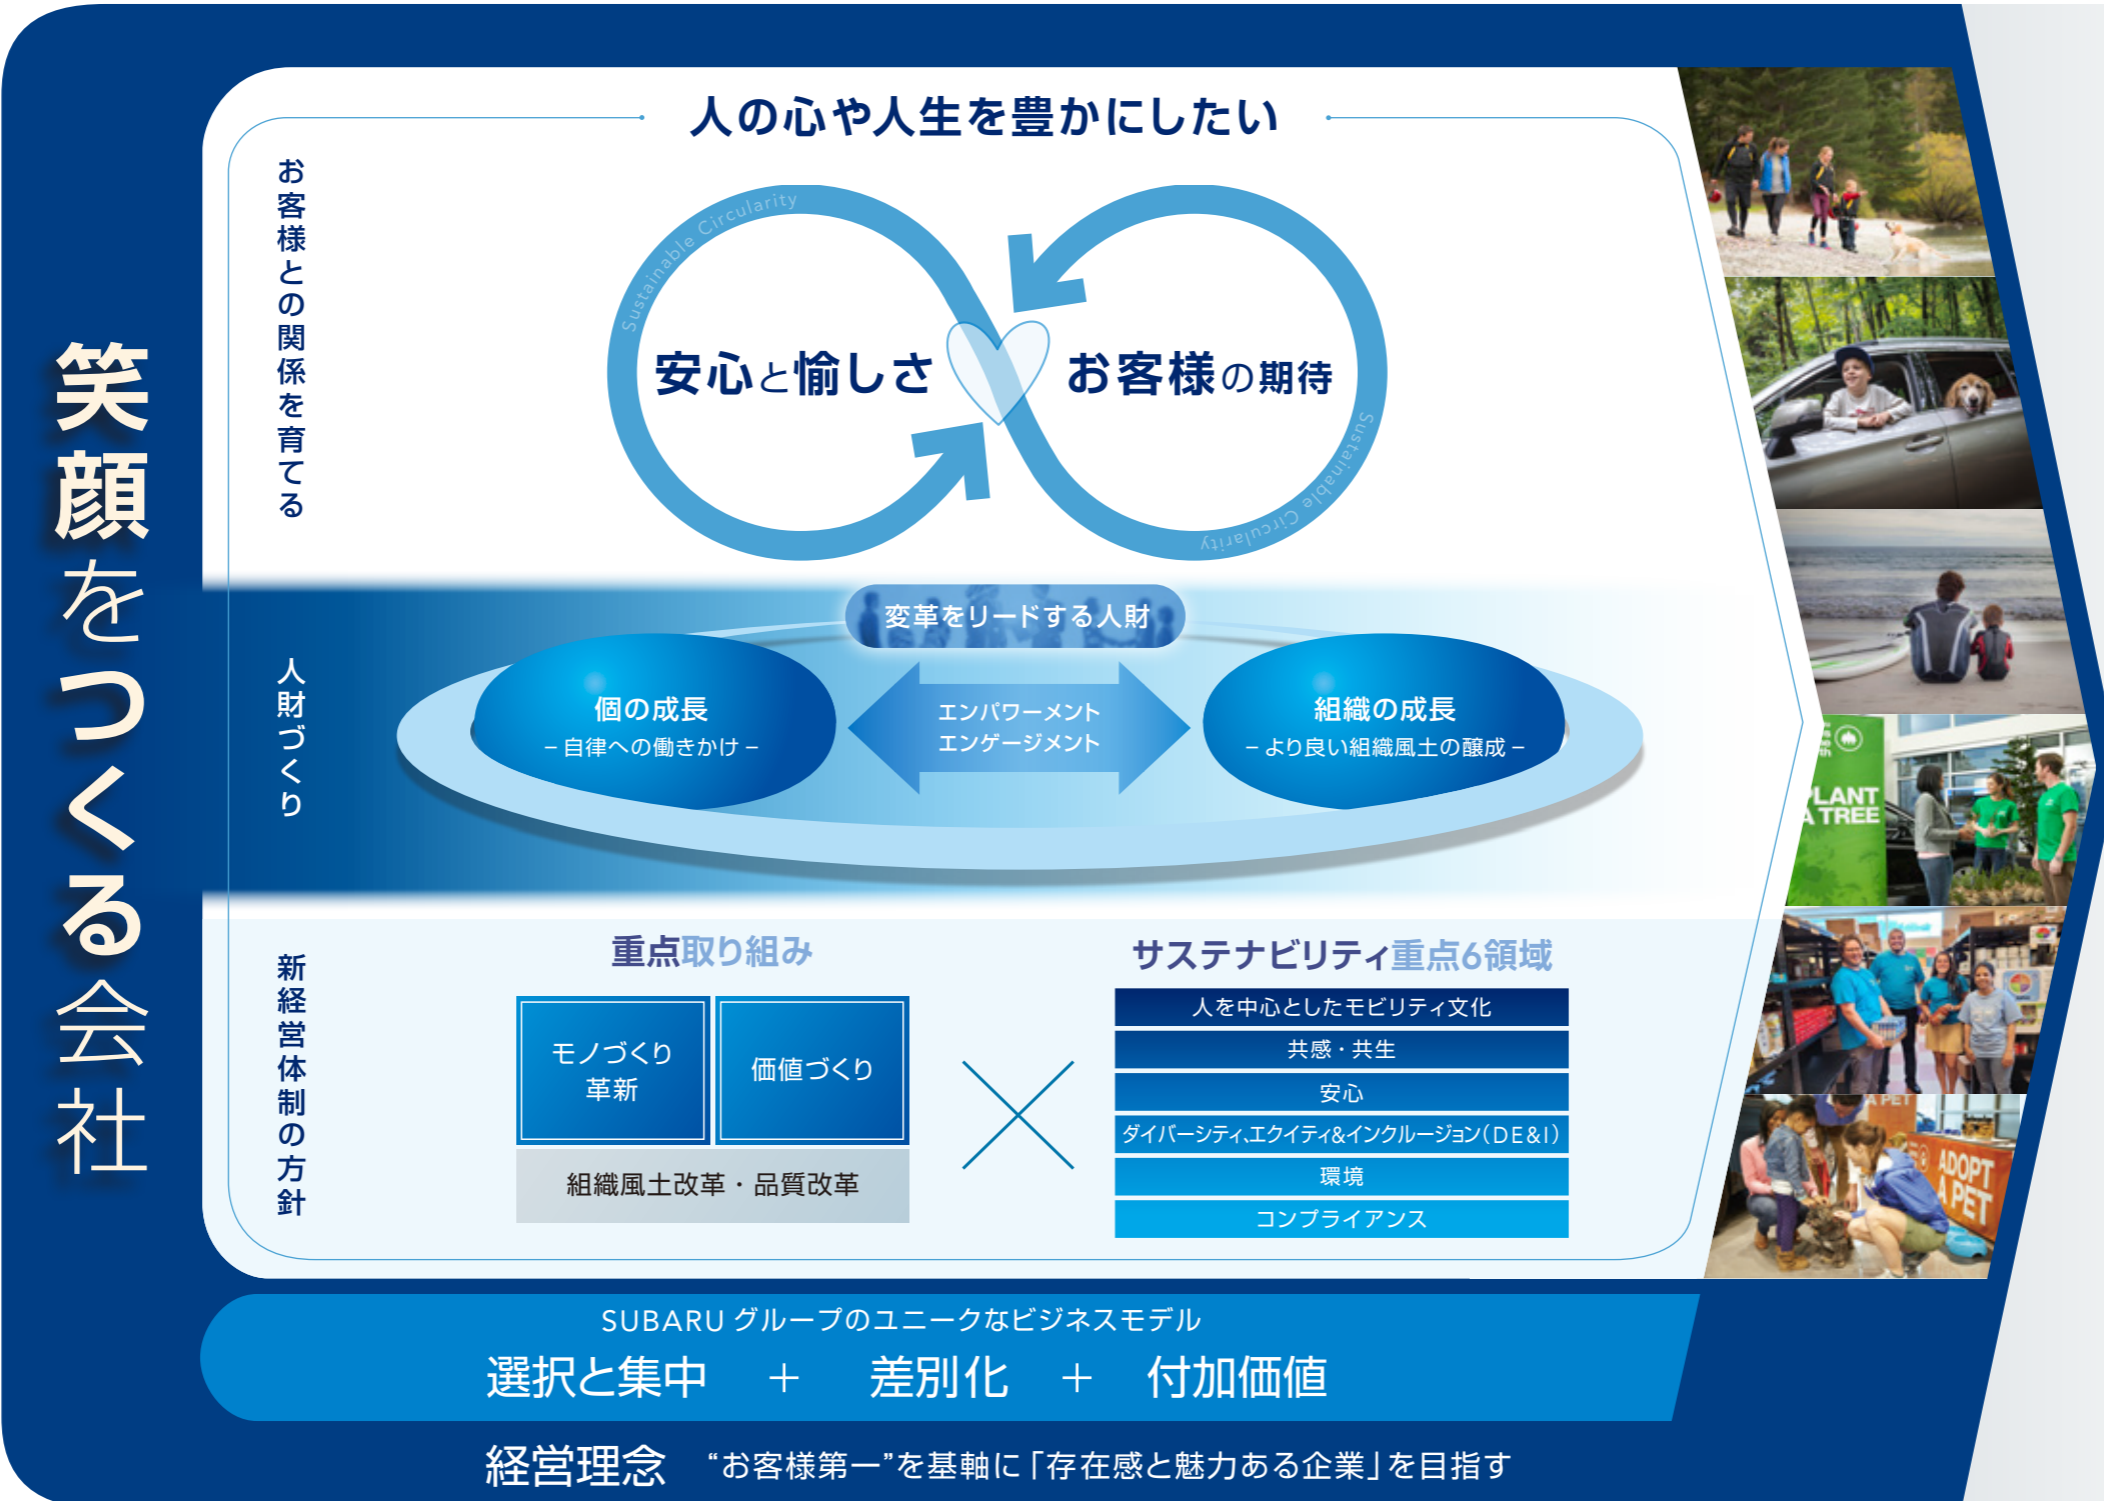 笑顔をつくる会社
人の心や人生を豊かにしたい
お客様との関係を育てる
Sustainable Circularity
安心と愉しさ
お客様の期待
Sustainable Circularity
人財づくり
変革をリードする人財
個の成長
– 自律への働きかけ –
エンパワーメント
エンゲージメント
組織の成長
– より良い組織風土の醸成 –
新経営体制の方針
重点取り組み
モノづくり
革新
価値づくり
組織風土改革・品質改革
サステナビリティ重点6領域
人を中心としたモビリティ文化
共感・共生
安心
ダイバーシティ、エクイティ&インクルージョン(DE&I)
環境
コンプライアンス
PLANT
A TREE
A PET
ADOPT
A PET
SUBARU グループのユニークなビジネスモデル
選択と集中 + 差別化 + 付加価値
経営理念 “お客様第一”を基軸に「存在感と魅力ある企業」を目指す